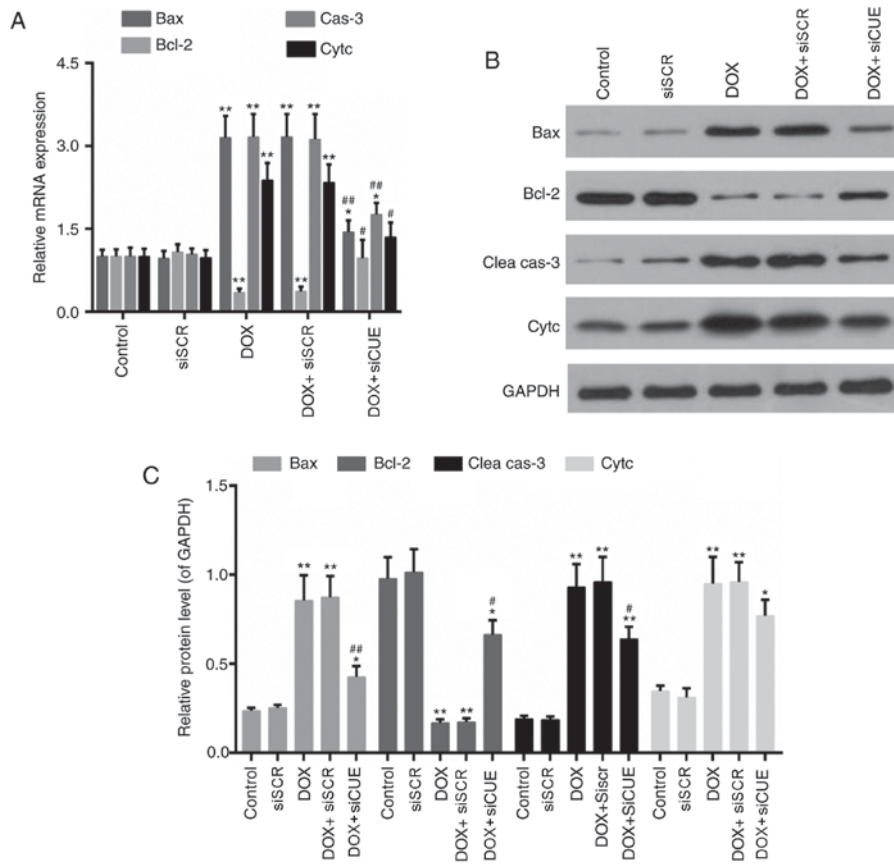 A
Bax
Cas-3
Bcl-2
Cytc
Relative mRNA expression
4.5
3.0
1.5
0.0
** ** ** ** ** ** ** **
## * # ## * #
Control
siSCR
DOX
DOX+ siSCR
DOX+siCUE
B
Control
siSCR
DOX
DOX+ siSCR
DOX+ siCUE
Bax
Bcl-2
Clea cas-3
Cytc
GAPDH
C
Bax
Bcl-2
Clea cas-3
Cytc
Relative protein level (of GAPDH)
1.5
1.0
0.5
0.0
** ** ## * ** ** # * ** ** # ** ** ** *
Control
siSCR
DOX
DOX+ siSCR
DOX+siCUE
Control
siSCR
DOX
DOX+ siSCR
DOX+ siCUE
Control
siSCR
DOX
DOX+Siscr
DOX+SiCUE
Control
siSCR
DOX
DOX+ siSCR
DOX+ siCUE